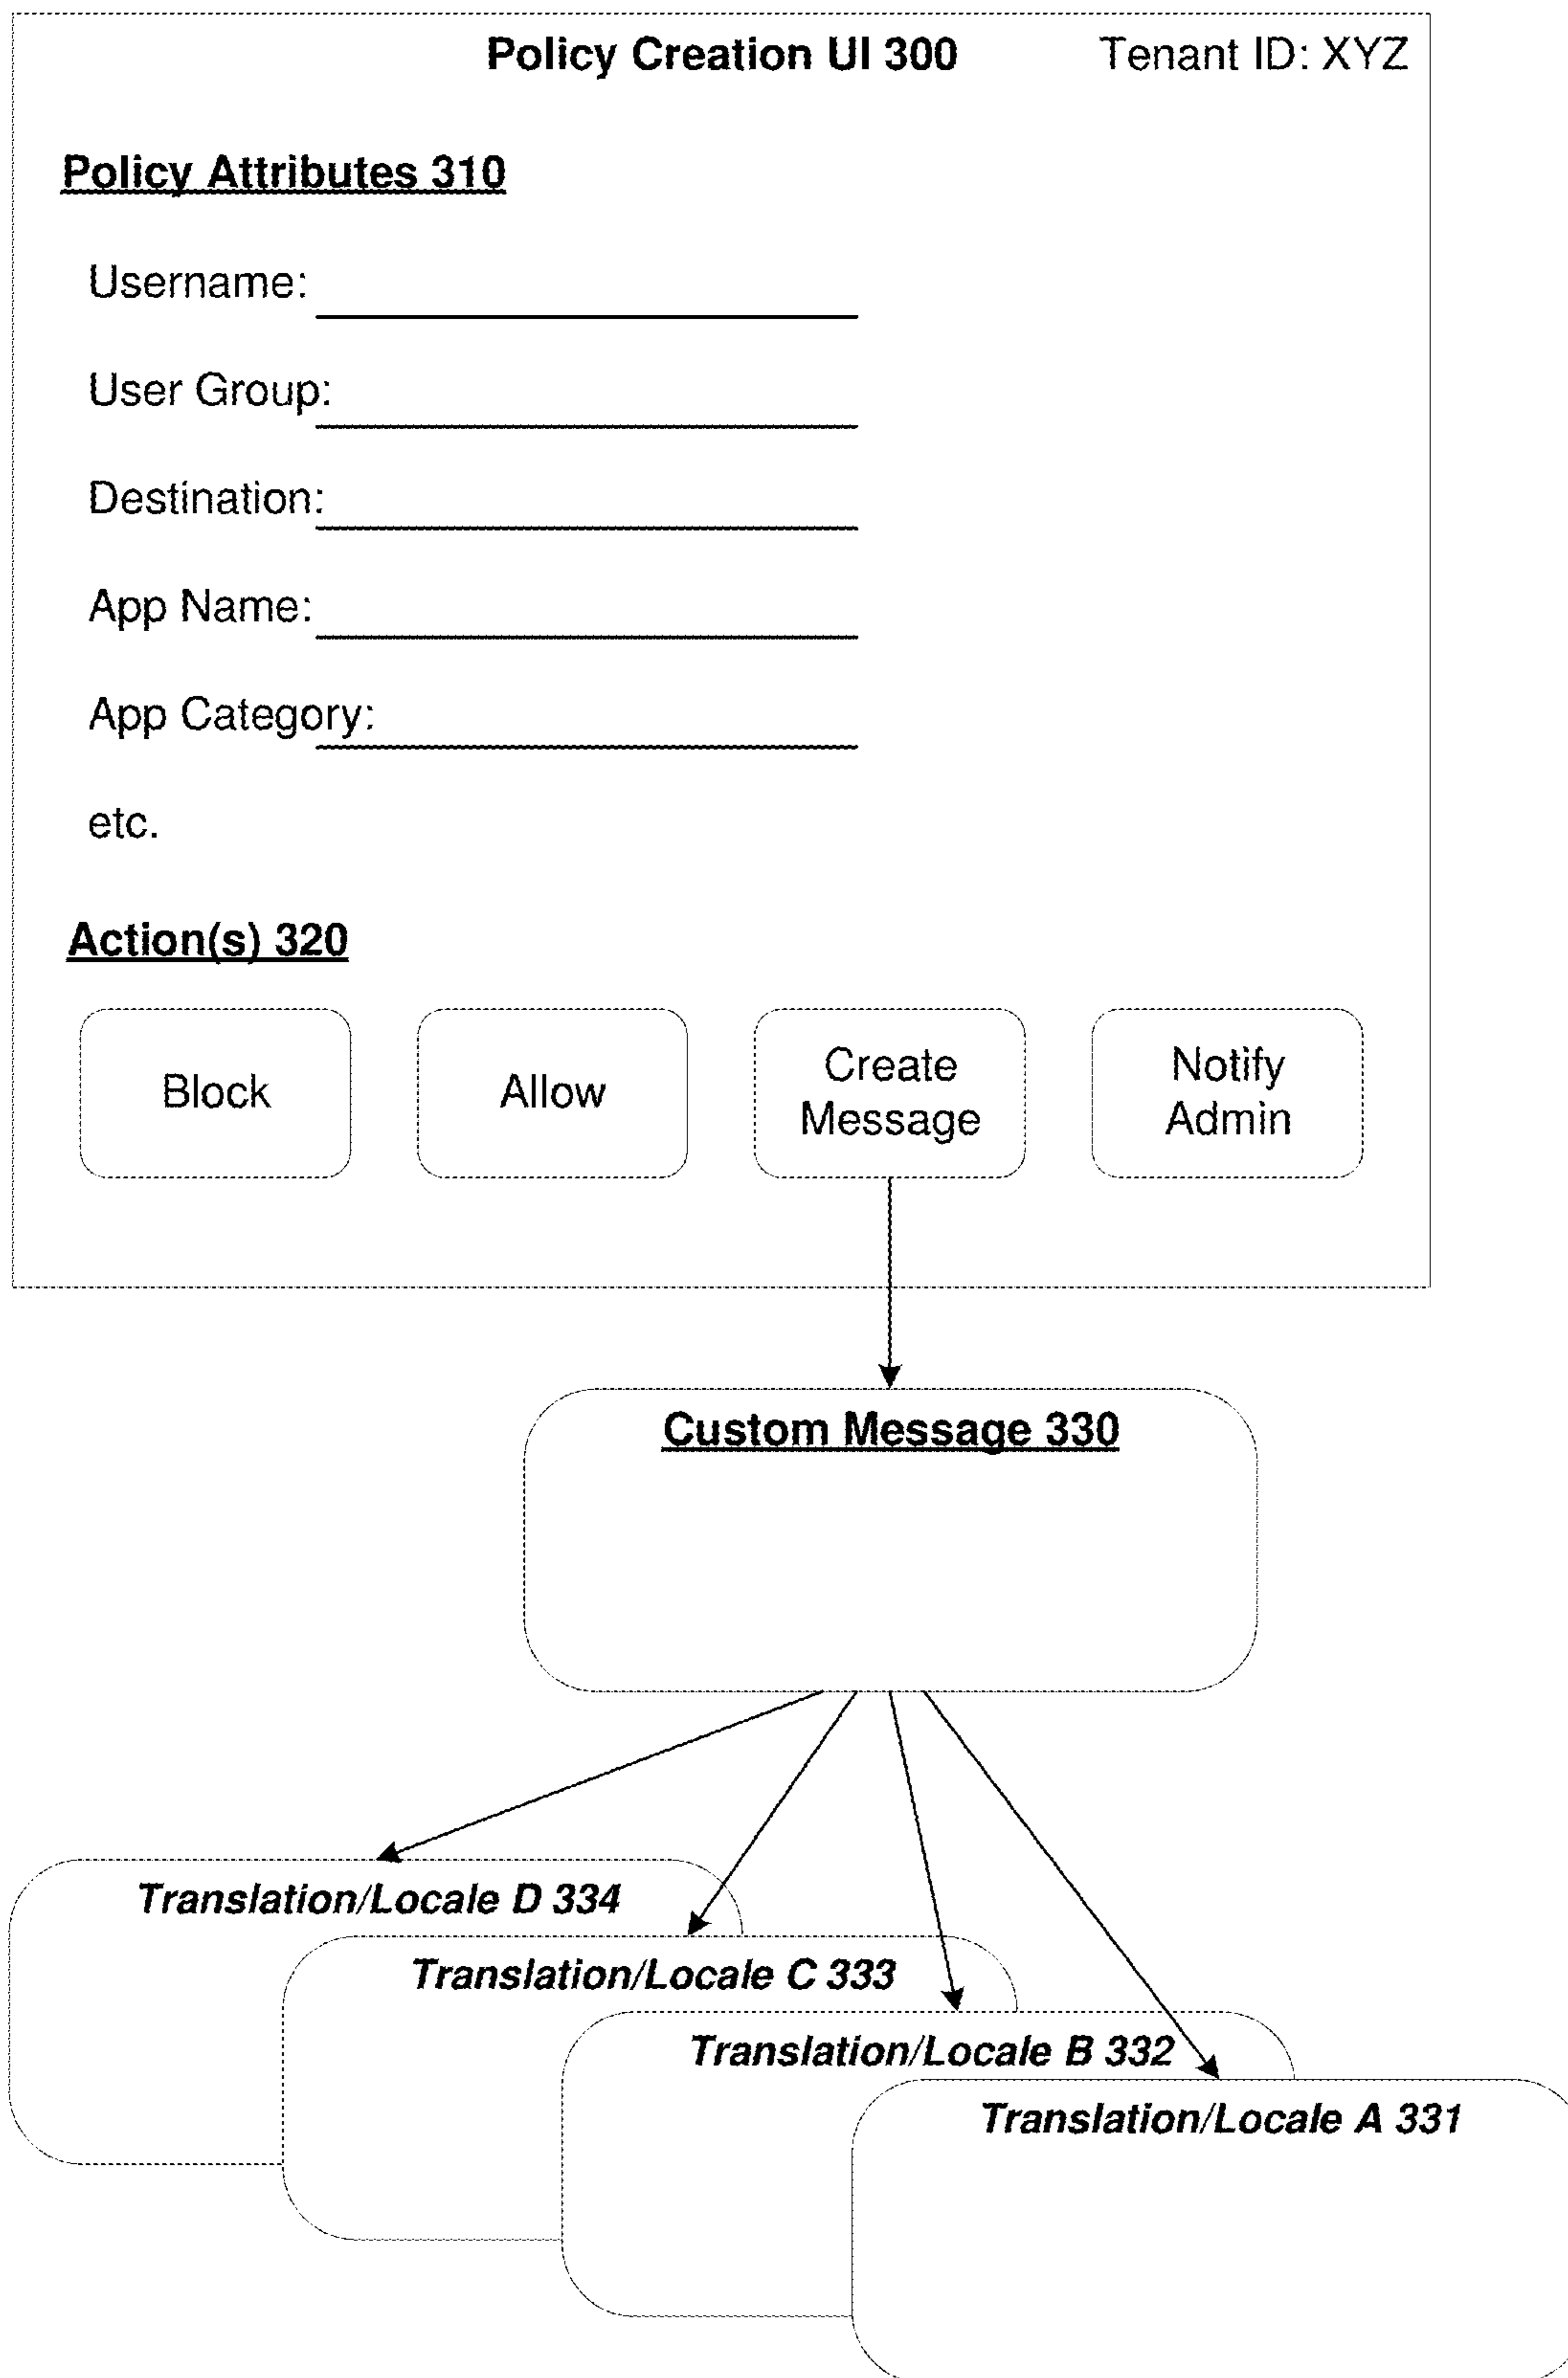 Policy Creation UI 300
Tenant ID: XYZ
Policy Attributes 310
Username:
User Group:
Destination:
App Name:
App Category:
etc.
Action(s) 320
Block
Allow
Create
Message
Notify
Admin
Custom Message 330
Translation/Locale D 334
Translation/Locale C 333
Translation/Locale B 332
Translation/Locale A 331